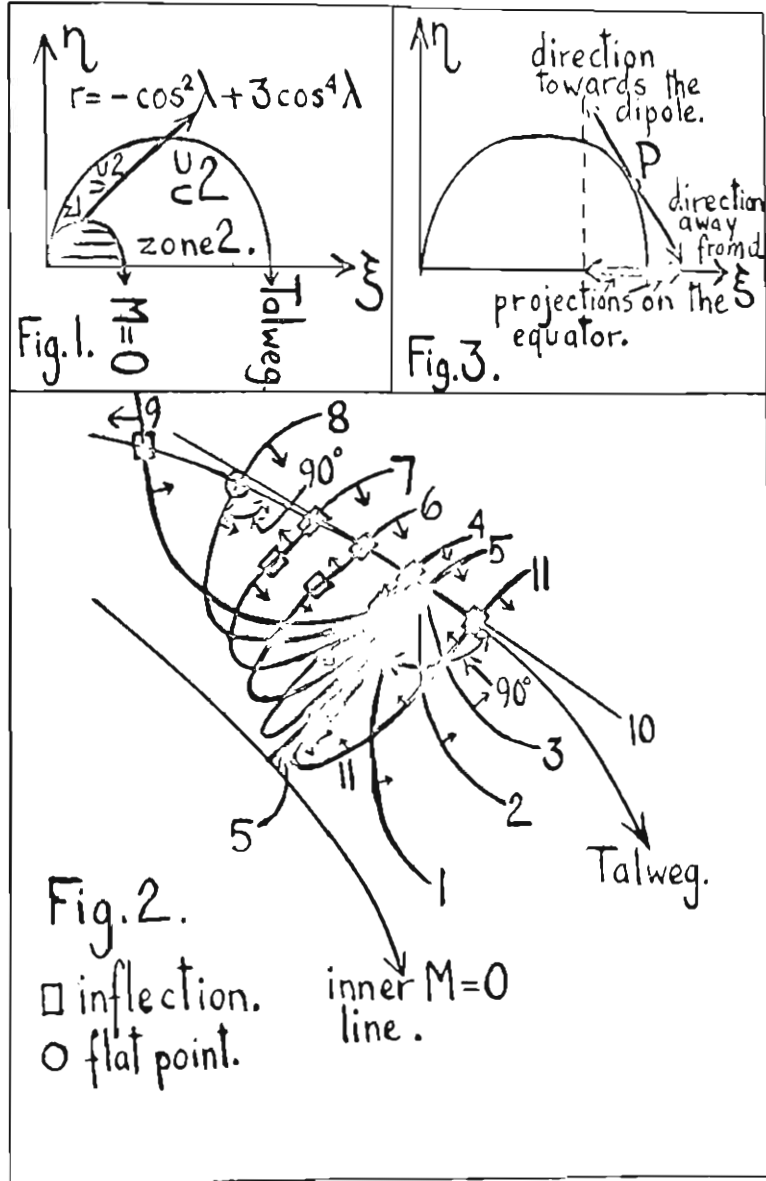 η
r=-cos²λ+3cos⁴λ
zone2.
ξ
M=0
Talweg
Fig.1.
η
direction
towards the
dipole.
P
direction
away
from d
ξ
projections on the
equator.
Fig.3.
9
8
90°
7
6
4
5
11
90°
10
3
2
11
5
1
Talweg.
Fig.2.
□ inflection.
○ flat point.
inner M=0
line.